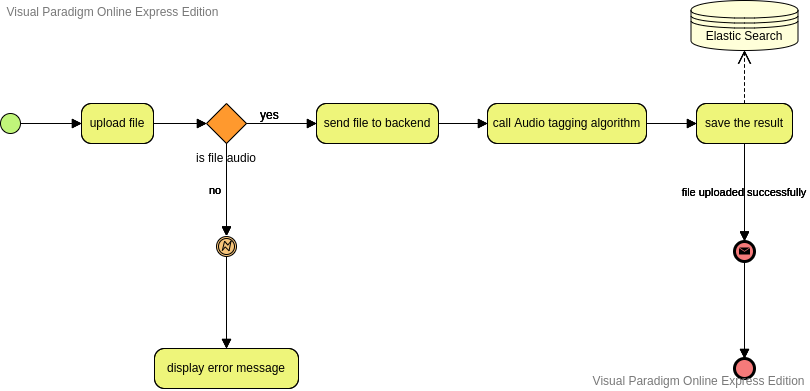 Visual Paradigm Online Express Edition
Elastic Search
upload file
yes
send file to backend
call Audio tagging algorithm
save the result
is file audio
no
file uploaded successfully
display error message
Visual Paradigm Online Express Edition